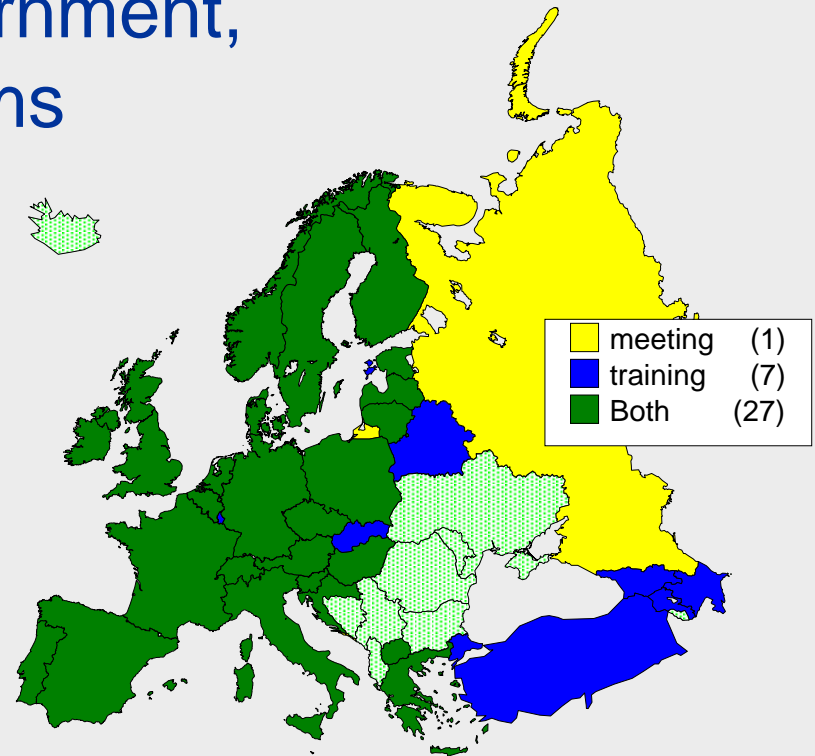 rnment,
ns
meeting (1)
training (7)
Both (27)